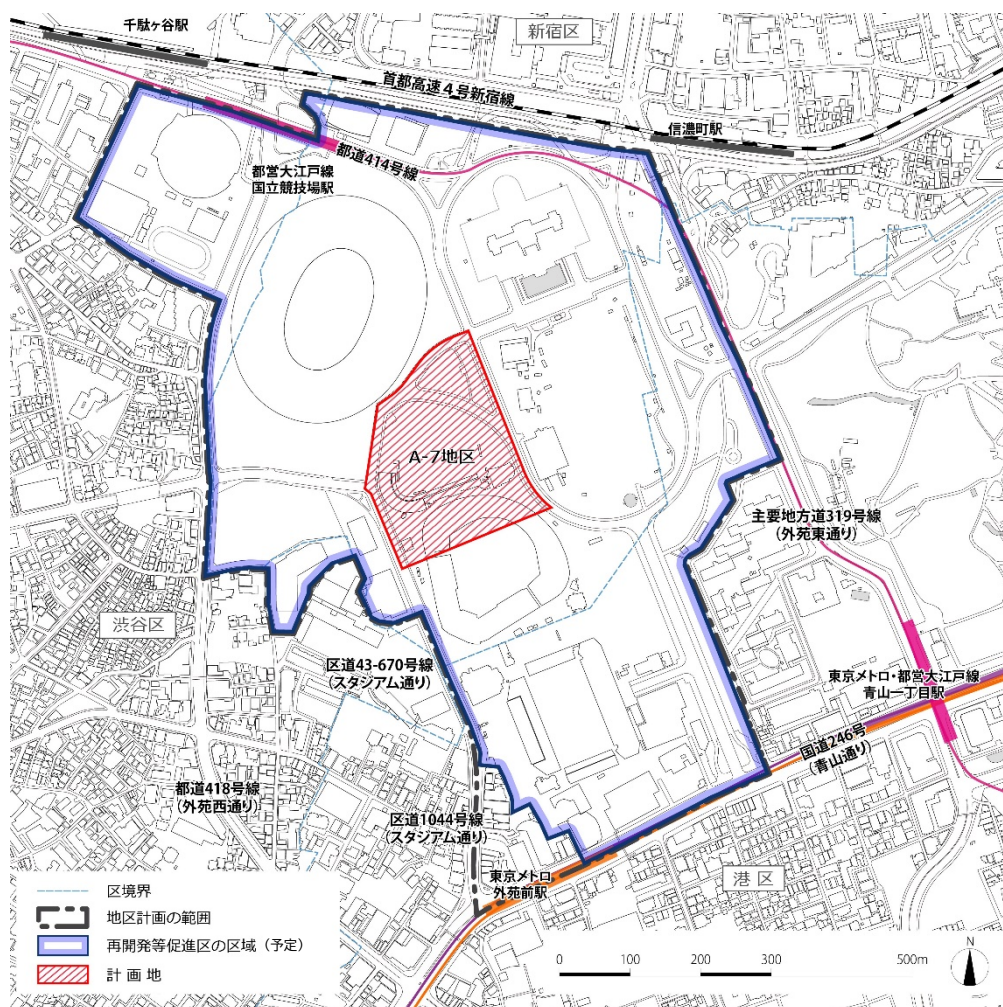 千駄ヶ谷駅
新宿区
首都高速4号新宿線
信濃町駅
都道414号線
都営大江戸線
国立競技場駅
A-7地区
主要地方道319号線
(外苑東通り)
渋谷区
区道43-670号線
(スタジアム通り)
東京メトロ・都営大江戸線
青山一丁目駅
国道246号
(青山通り)
都道418号線
(外苑西通り)
区道1044号線
(スタジアム通り)
東京メトロ
外苑前駅
港区
区境界
地区計画の範囲
再開発等促進区の区域（予定）
計画地
0 100 200 300 500m
N